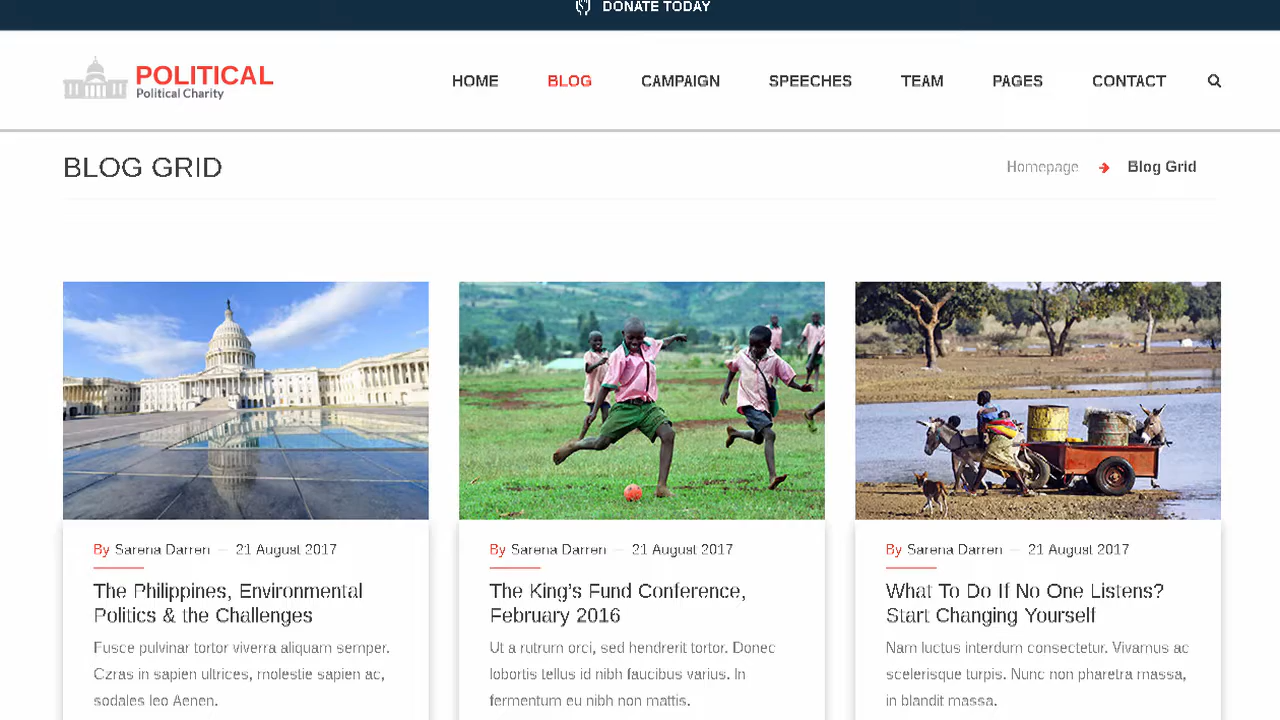 DONATE TODAY
POLITICAL
Political Charity
HOME BLOG CAMPAIGN SPEECHES TEAM PAGES CONTACT
BLOG GRID
Homepage Blog Grid
By Sarena Darren — 21 August 2017
The Philippines, Environmental
Politics & the Challenges
Fusce pulvinar tortor viverra aliquam semper.
Czras in sapien ultrices, molestie sapien ac,
sodales leo Aenen.
By Sarena Darren — 21 August 2017
The King's Fund Conference,
February 2016
Ut a rutrum orci, sed hendrerit tortor. Donec
lobortis tellus id nibh faucibus varius. In
fermentum eu nibh non mattis.
By Sarena Darren — 21 August 2017
What To Do If No One Listens?
Start Changing Yourself
Nam luctus interdum consectetur. Vivamus ac
scelerisque turpis. Nunc non pharetra massa,
in blandit massa.